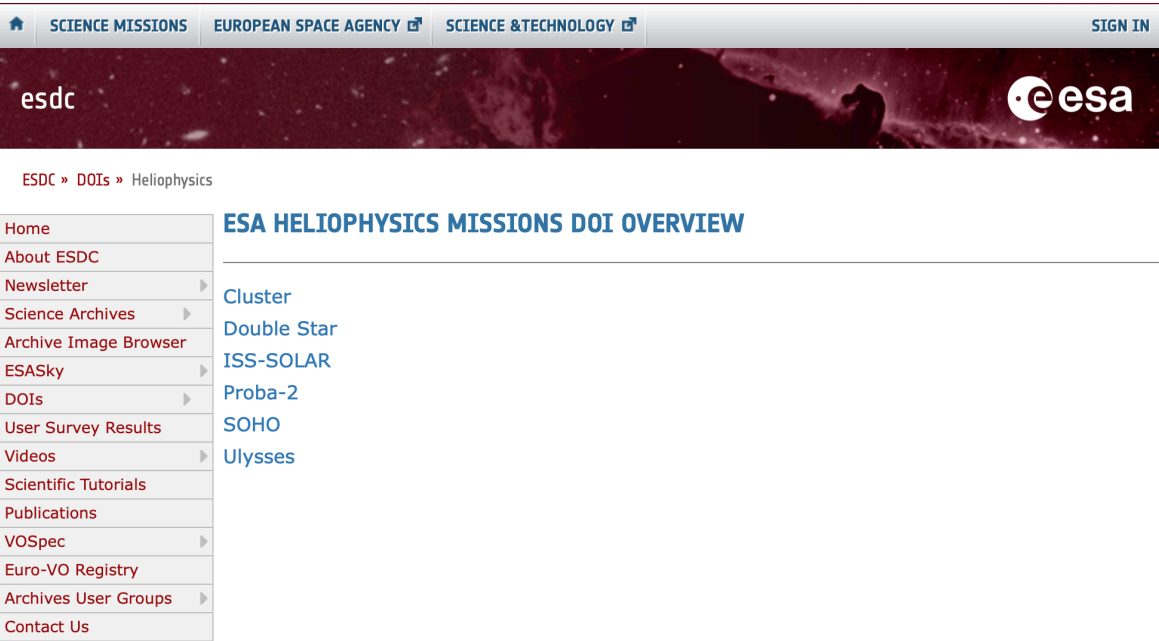 SCIENCE MISSIONS EUROPEAN SPACE AGENCY SCIENCE &TECHNOLOGY SIGN IN
esdc esa
ESDC » DOIs » Heliophysics
ESA HELIOPHYSICS MISSIONS DOI OVERVIEW
Home
About ESDC
Newsletter
Science Archives
Archive Image Browser
ESASky
DOIs
User Survey Results
Videos
Scientific Tutorials
Publications
VOSpec
Euro-VO Registry
Archives User Groups
Contact Us
Cluster
Double Star
ISS-SOLAR
Proba-2
SOHO
Ulysses